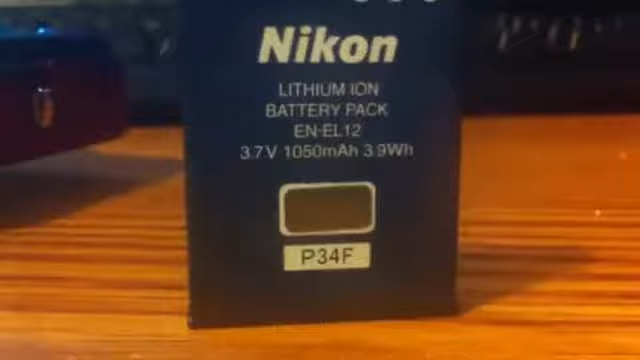 Nikon
LITHIUM ION
BATTERY PACK
EN-EL12
3.7V 1050mAh 3.9Wh
P34F